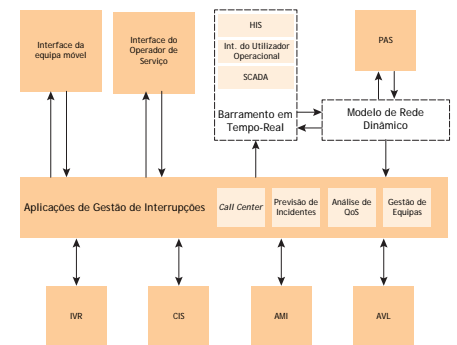 Interface da
equipa móvel
Interface do
Operador de
Serviço
HIS
Int. do Utilizador
Operacional
SCADA
Barramento em
Tempo-Real
PAS
Modelo de Rede
Dinâmico
Aplicações de Gestão de Interrupções
Call Center
Previsão de
Incidentes
Análise de
QoS
Gestão de
Equipas
IVR
CIS
AMI
AVL